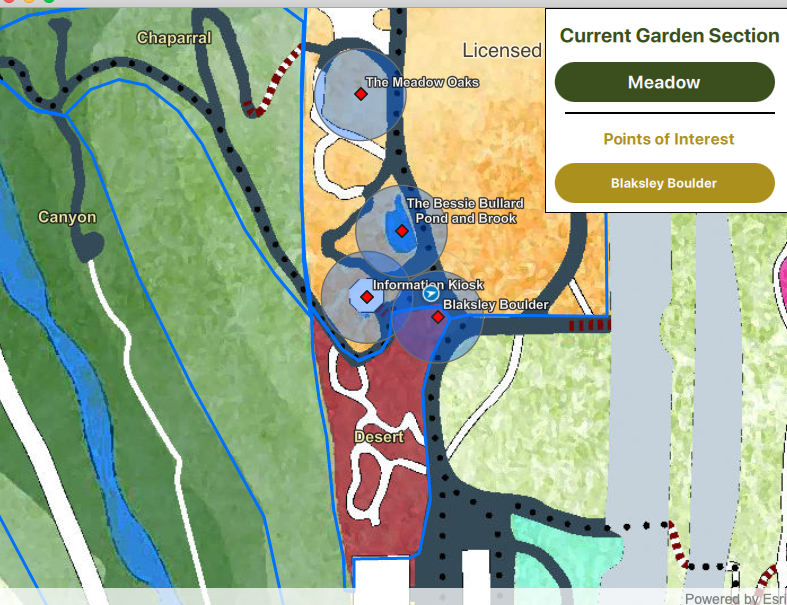 Chaparral
Licensed
Current Garden Section
Meadow
Points of Interest
Blaksley Boulder
The Meadow Oaks
Canyon
The Bessie Bullard
Pond and Brook
Information Kiosk
Blaksley Boulder
Desert
Powered by Esri